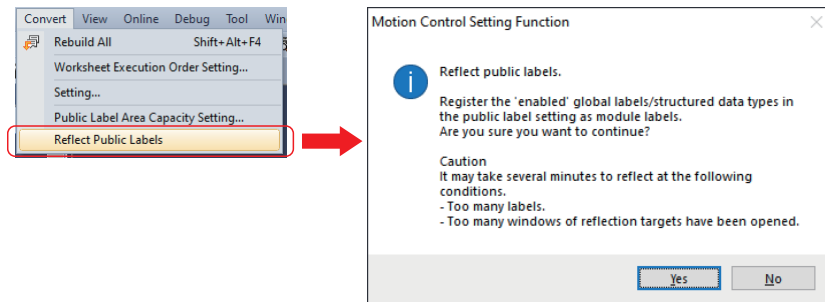 Convert View Online Debug Tool Win
Rebuild All Shift+Alt+F4
Worksheet Execution Order Setting...
Setting...
Public Label Area Capacity Setting...
Reflect Public Labels
Motion Control Setting Function
Reflect public labels.
Register the 'enabled' global labels/structured data types in
the public label setting as module labels.
Are you sure you want to continue?
Caution
It may take several minutes to reflect at the following
conditions.
- Too many labels.
- Too many windows of reflection targets have been opened.
Yes No